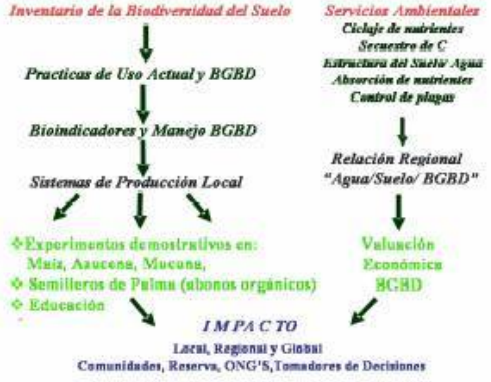 Inventario de la Biodiversidad del Suelo
Practicas de Uso Actual y BGBD
Bioindicadores y Manejo BGBD
Sistemas de Producción Local
Experimentos demostrativos en:
Maíz, Azucena, Mucuna,
Semilleros de Palma (abonos orgánicos)
Educación
Servicios Ambientales
Ciclaje de nutrientes
Secuestro de C
Estructura del Suelo/ Agua
Absorción de nutrientes
Control de plagas
Relación Regional
"Agua/Suelo/ BGBD"
Valuación
Económica
BGBD
IMPACTO
Local, Regional y Global
Comunidades, Reserva, ONG'S,Tomadores de Decisiones